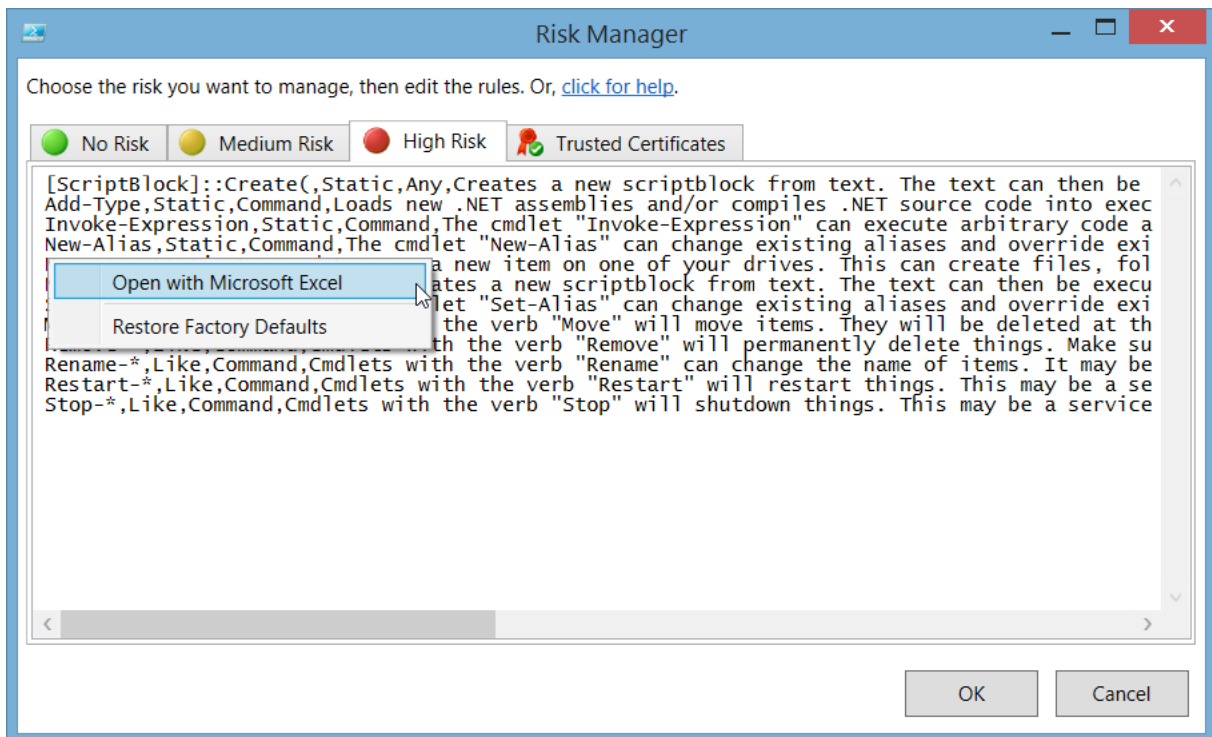 Risk Manager
Choose the risk you want to manage, then edit the rules. Or, click for help.
No Risk Medium Risk High Risk Trusted Certificates
[ScriptBlock]::Create(,Static,Any,Creates a new scriptblock from text. The text can then be
Add-Type,Static,Command,Loads new .NET assemblies and/or compiles .NET source code into exec
Invoke-Expression,Static,Command,The cmdlet "Invoke-Expression" can execute arbitrary code a
New-Alias,Static,Command,The cmdlet "New-Alias" can change existing aliases and override exi
a new item on one of your drives. This can create files, fol
Open with Microsoft Excel
ates a new scriptblock from text. The text can then be execu
let "Set-Alias" can change existing aliases and override exi
Restore Factory Defaults
the verb "Move" will move items. They will be deleted at th
with the verb "Remove" will permanently delete things. Make su
Rename-*,Like,Command,Cmdlets with the verb "Rename" can change the name of items. It may be
Restart-*,Like,Command,Cmdlets with the verb "Restart" will restart things. This may be a se
Stop-*,Like,Command,Cmdlets with the verb "Stop" will shutdown things. This may be a service
OK Cancel